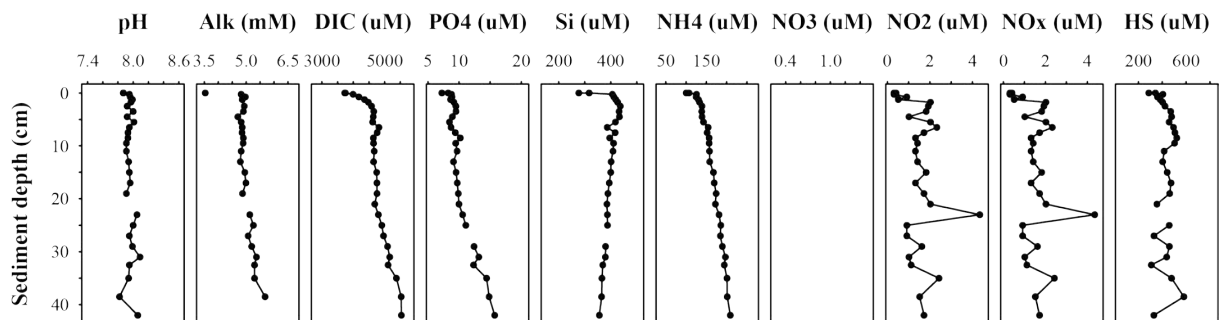 pH Alk (mM) DIC (uM) PO4 (uM) Si (uM) NH4 (uM) NO3 (uM) NO2 (uM) NOx (uM) HS (uM)
7.4 8.0 8.6 3.5 5.0 6.5 3000 5000 5 10 20 200 400 50 150 0.4 1.0 0 2 4 0 2 4 200 600
0
10
19
29
40
Sediment depth (cm)